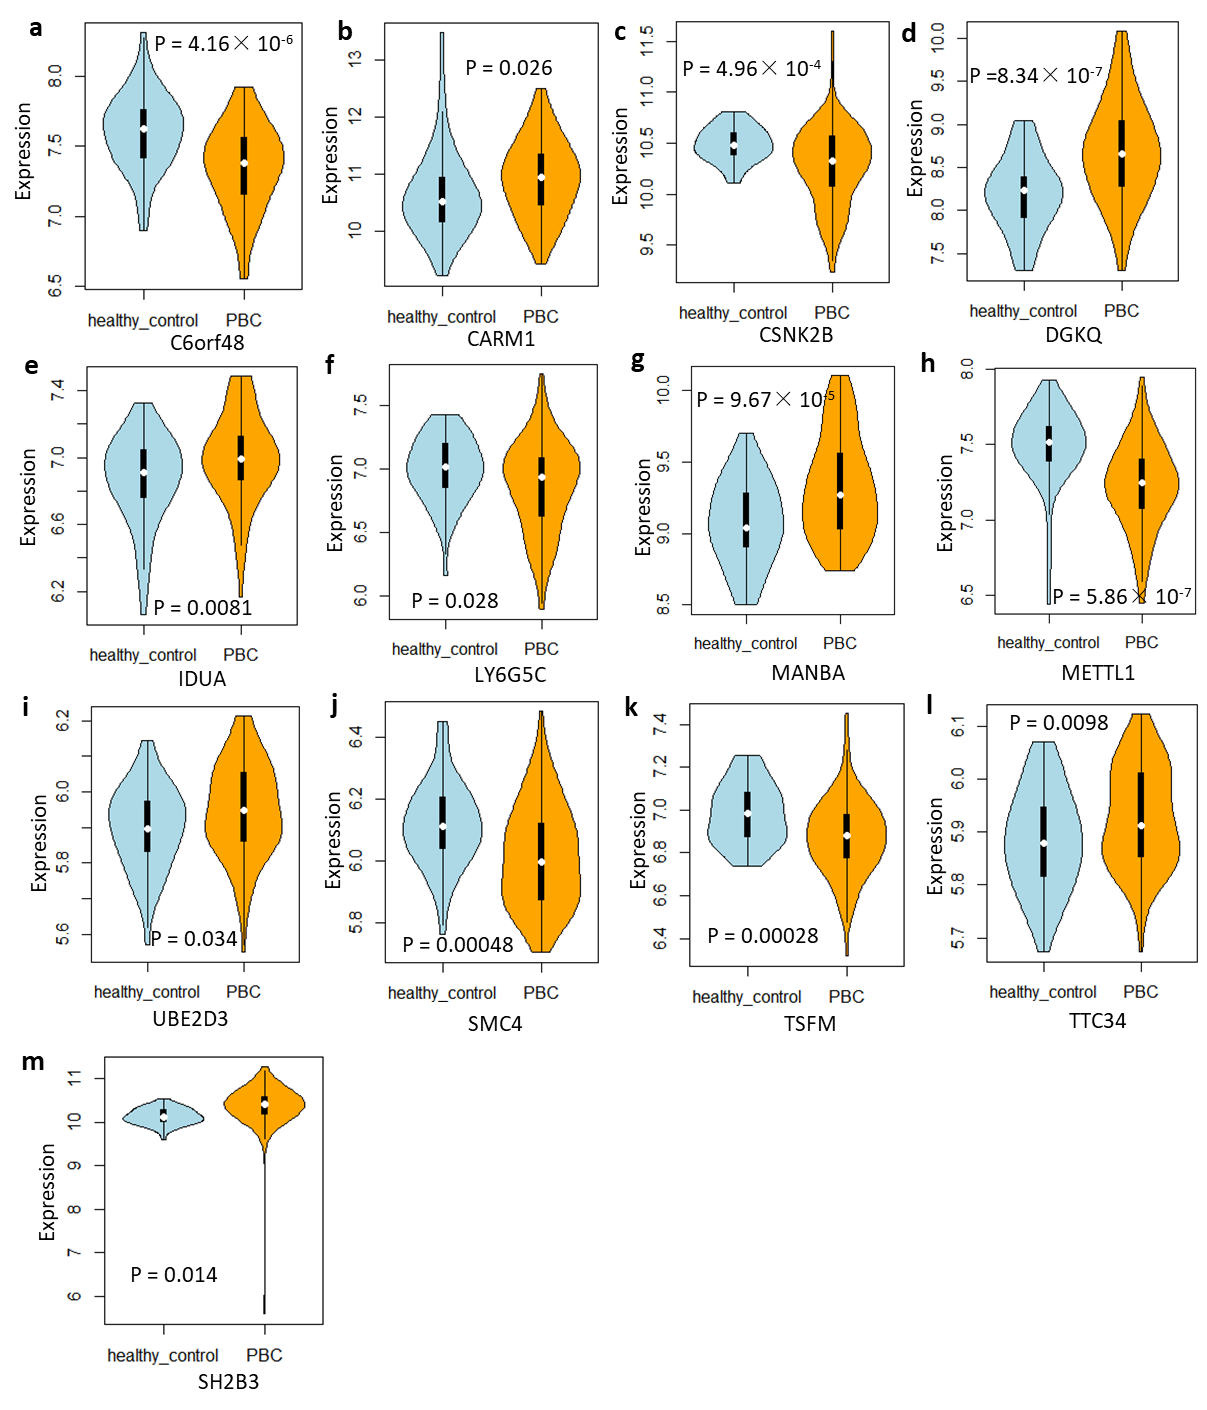 a
P = 4.16× 10-6
8.0
7.5
7.0
6.5
Expression
healthy_control PBC
C6orf48
b
P = 0.026
13
12
11
10
Expression
healthy_control PBC
CARM1
c
P = 4.96× 10-4
11.5
11.0
10.5
10.0
9.5
Expression
healthy_control PBC
CSNK2B
d
P =8.34× 10-7
10.0
9.5
9.0
8.5
8.0
7.5
Expression
healthy_control PBC
DGKQ
e
7.4
7.0
6.6
6.2
Expression
P = 0.0081
healthy_control PBC
IDUA
f
7.5
7.0
6.5
6.0
Expression
P = 0.028
healthy_control PBC
LY6G5C
g
P = 9.67× 10-5
10.0
9.5
9.0
8.5
Expression
healthy_control PBC
MANBA
h
8.0
7.5
7.0
6.5
Expression
P = 5.86× 10-7
healthy_control PBC
METTL1
i
6.2
6.0
5.8
5.6
Expression
P = 0.034
healthy_control PBC
UBE2D3
j
6.4
6.2
6.0
5.8
Expression
P = 0.00048
healthy_control PBC
SMC4
k
7.4
7.2
7.0
6.8
6.6
6.4
Expression
P = 0.00028
healthy_control PBC
TSFM
l
P = 0.0098
6.1
6.0
5.9
5.8
5.7
Expression
healthy_control PBC
TTC34
m
11
10
9
8
7
6
Expression
P = 0.014
healthy_control PBC
SH2B3